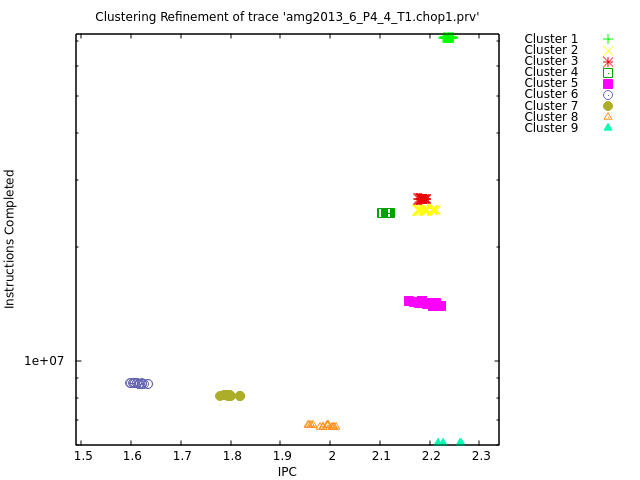 Clustering Refinement of trace 'amg2013_6_P4_4_T1.chop1.prv'
Cluster 1
Cluster 2
Cluster 3
Cluster 4
Cluster 5
Cluster 6
Cluster 7
Cluster 8
Cluster 9
Instructions Completed
1e+07
1.5 1.6 1.7 1.8 1.9 2 2.1 2.2 2.3
IPC